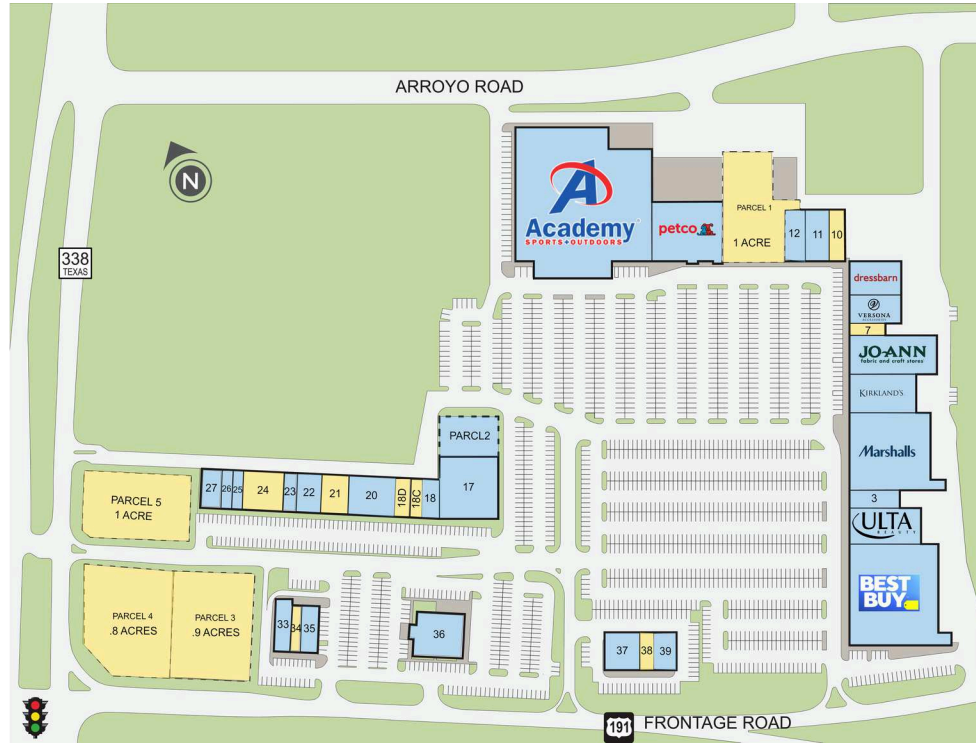 ARROYO ROAD
N
338
TEXAS
Academy
SPORTS+OUTDOORS
petco
PARCEL 1
1 ACRE
12
11
10
dressbarn
VERSONA
7
JO-ANN
fabric and craft stores
KIRKLAND'S
Marshalls
3
ULTA
BEAUTY
BEST
BUY
PARCL2
27
26
25
24
23
22
21
20
18D
18C
18
17
PARCEL 5
1 ACRE
PARCEL 4
.8 ACRES
PARCEL 3
.9 ACRES
33
34
35
36
37
38
39
191
FRONTAGE ROAD